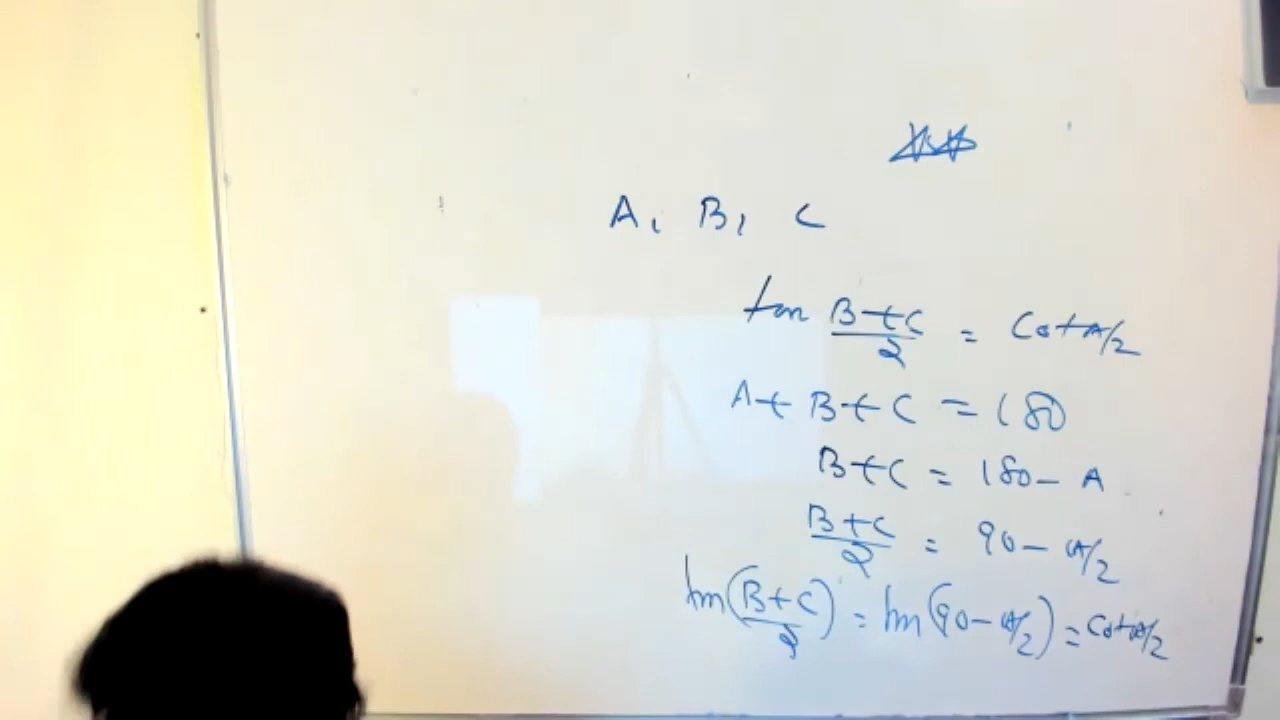 A, B, C
tan B+C/2 = Cot A/2
A+ B+ C = 180
B+C = 180- A
B+C/2 = 90- A/2
tan(B+C/2) = tan(90- A/2) = Cot A/2